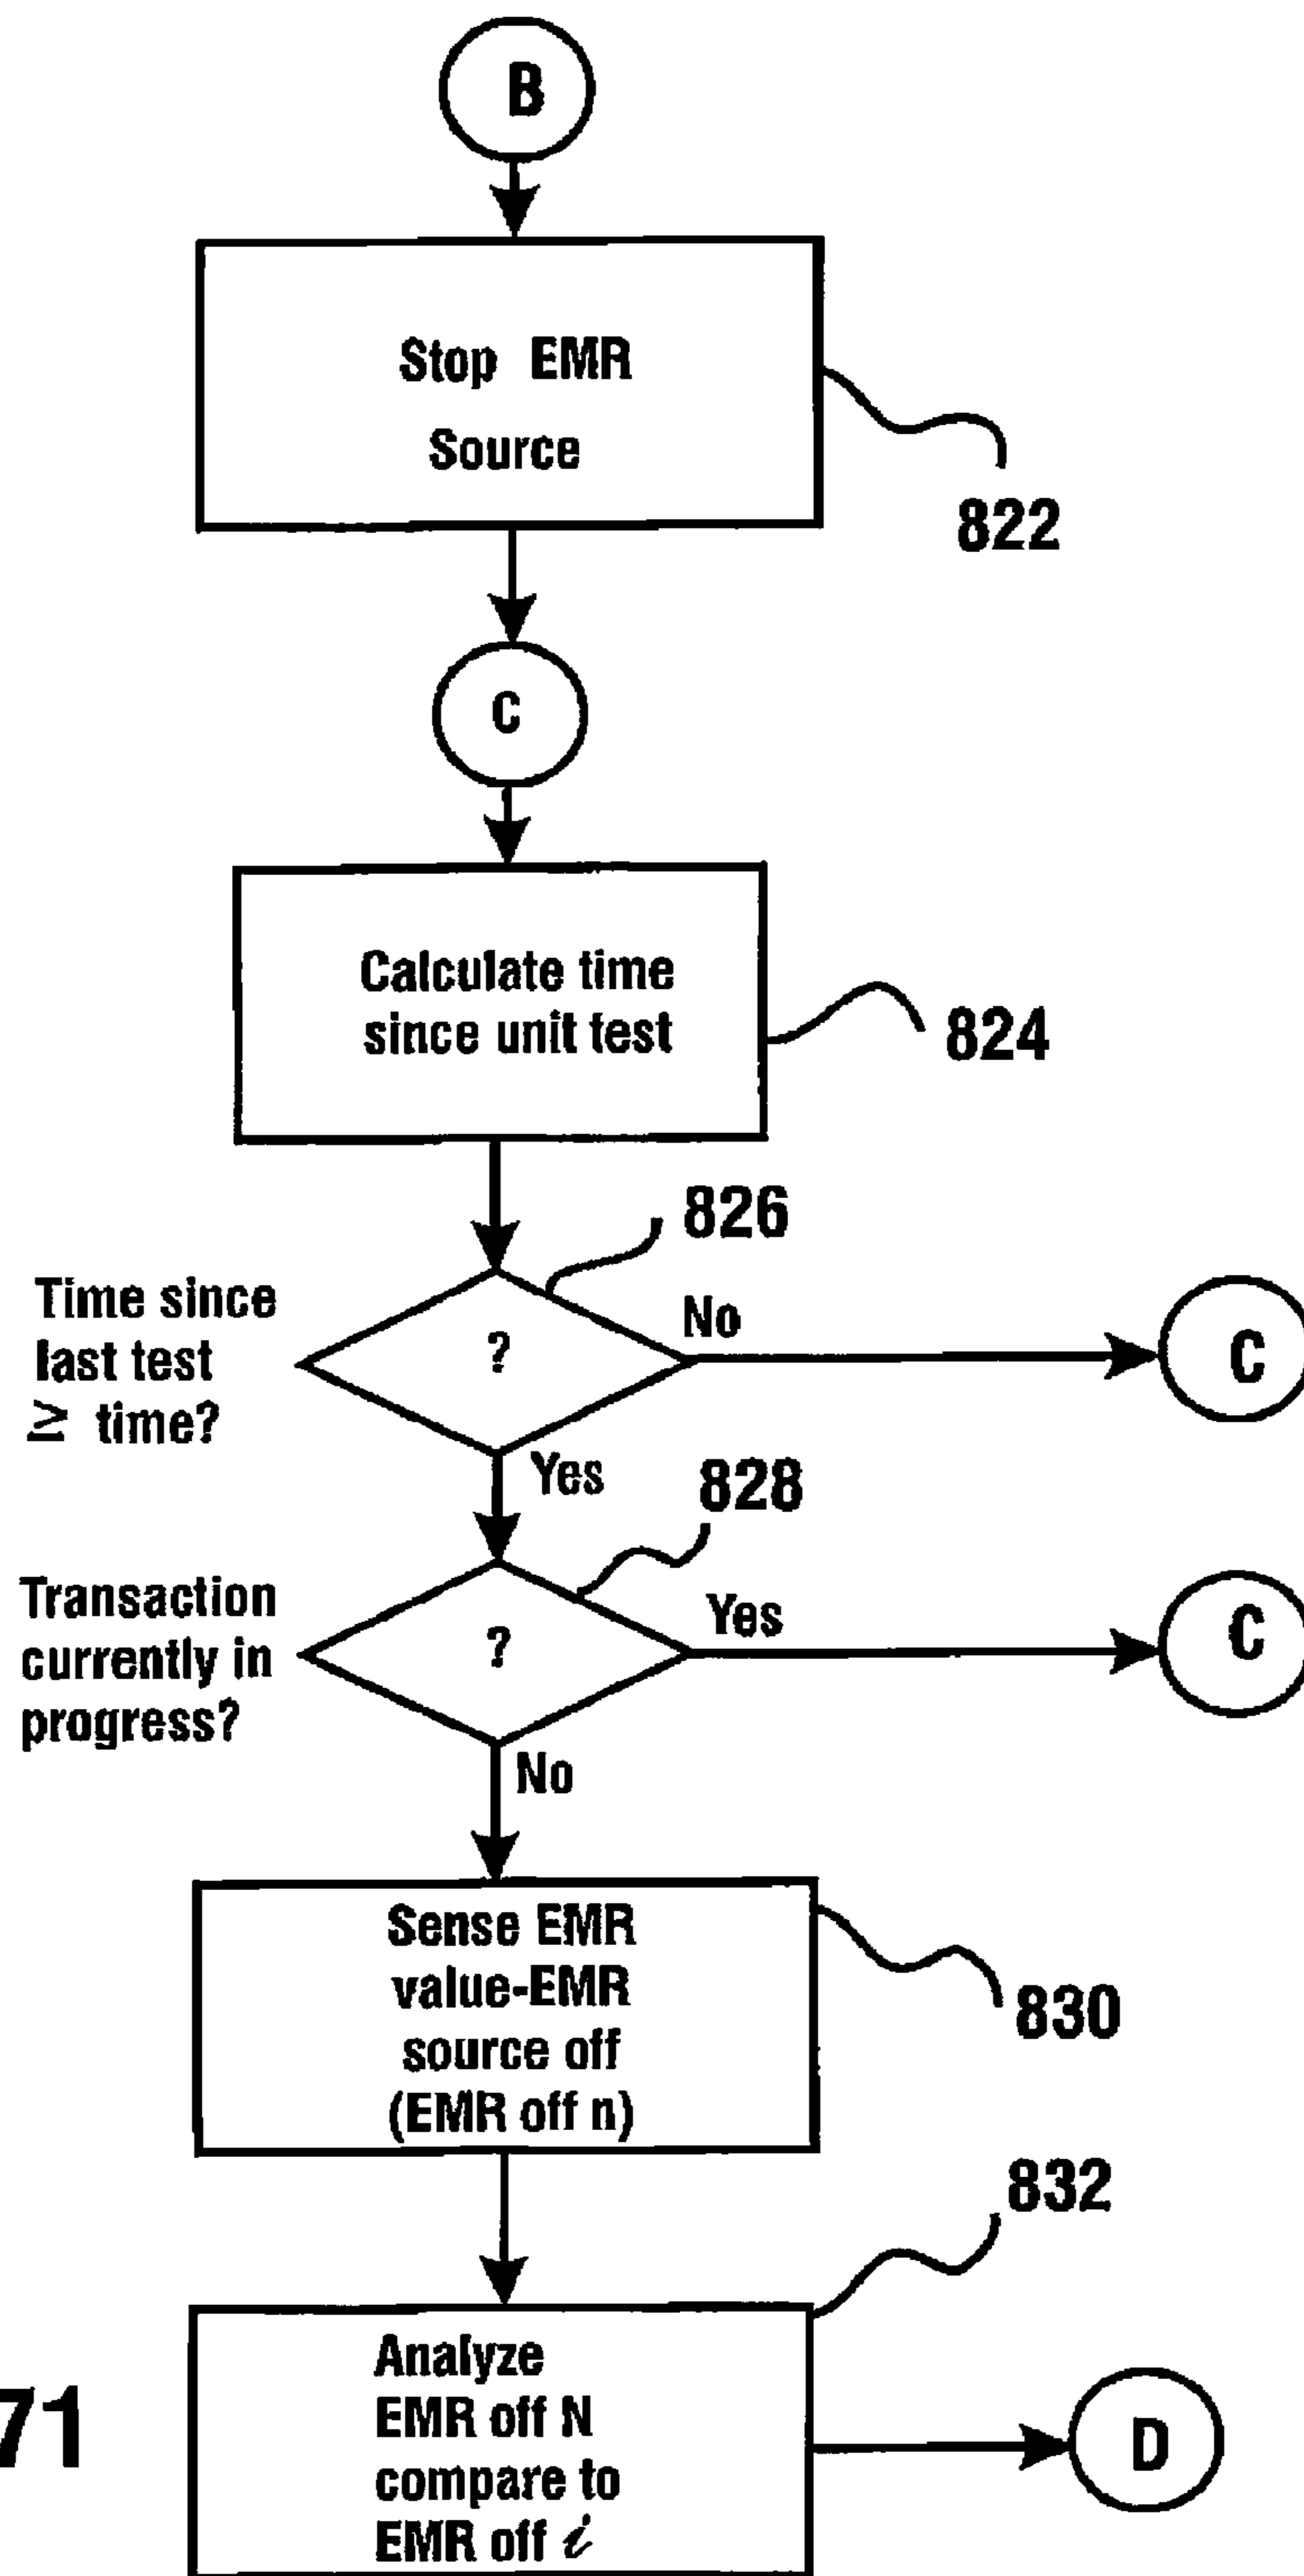 B
Stop EMR
Source
822
C
Calculate time
since unit test
824
826
Time since
last test
≥ time?
?
No
C
Yes
828
Transaction
currently in
progress?
?
Yes
C
No
Sense EMR
value-EMR
source off
(EMR off n)
830
832
Analyze
EMR off N
compare to
EMR off i
D
71